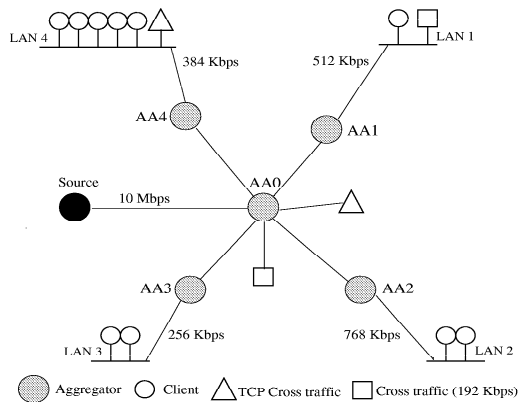 LAN 4
384 Kbps
512 Kbps
LAN 1
AA4
AA1
Source
10 Mbps
AA0
AA3
AA2
LAN 3
256 Kbps
768 Kbps
LAN 2
Aggregator
Client
TCP Cross traffic
Cross traffic (192 Kbps)